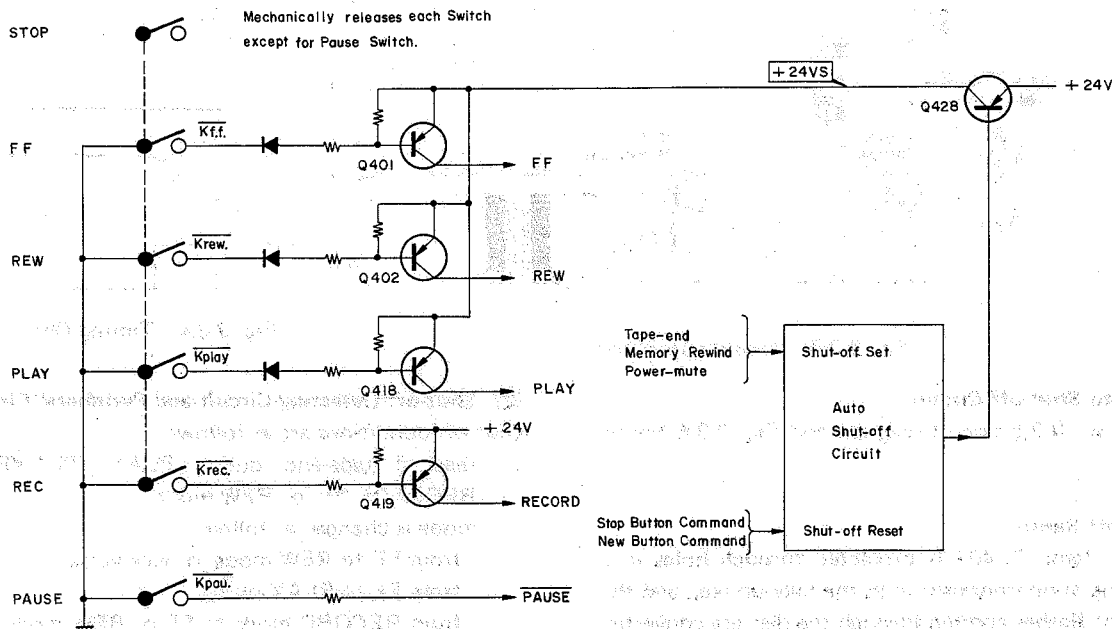 STOP
Mechanically releases each Switch
except for Pause Switch.
+24VS
+24V
Q428
FF
Kf.f.
Q401
FF
REW
Krew.
Q402
REW
PLAY
Kplay
Q418
PLAY
+24V
REC
Krec.
Q419
RECORD
PAUSE
Kpau.
PAUSE
Tape-end
Memory Rewind
Power-mute
Shut-off Set
Auto
Shut-off
Circuit
Stop Button Command
New Button Command
Shut-off Reset